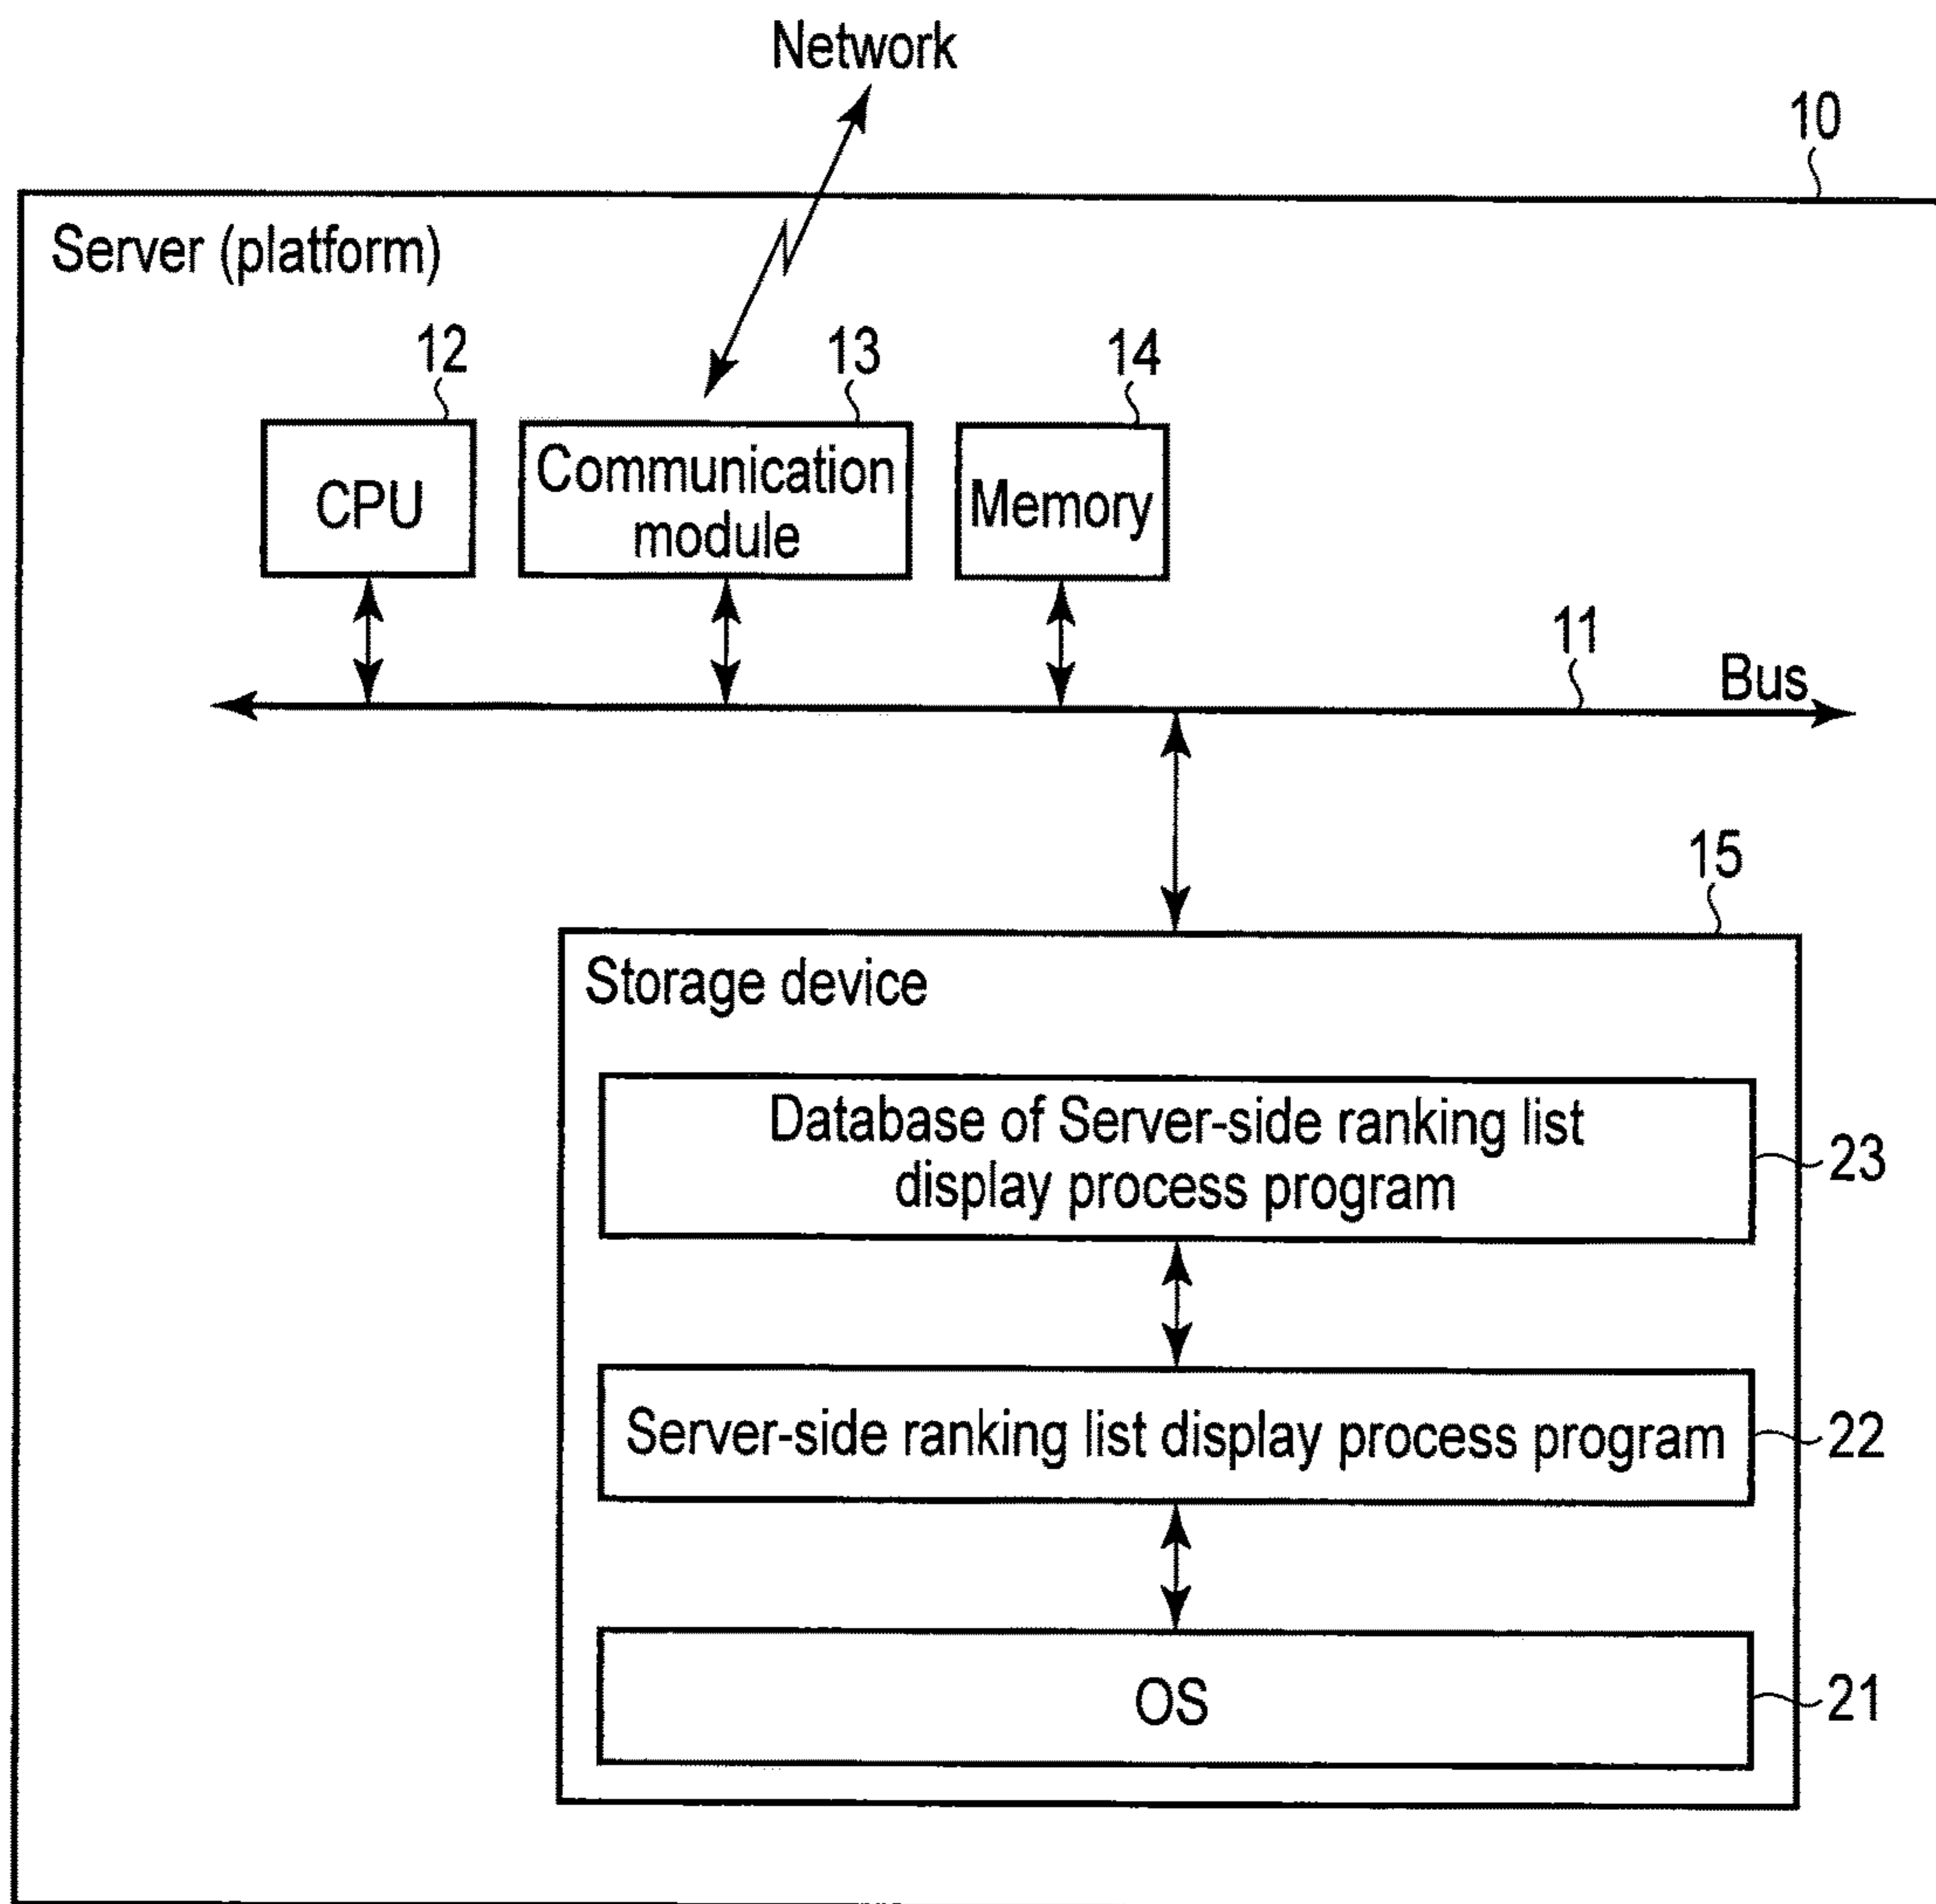 Network
10
Server (platform)
12
13
14
CPU
Communication
module
Memory
11
Bus
15
Storage device
Database of Server-side ranking list
display process program
23
Server-side ranking list display process program
22
OS
21